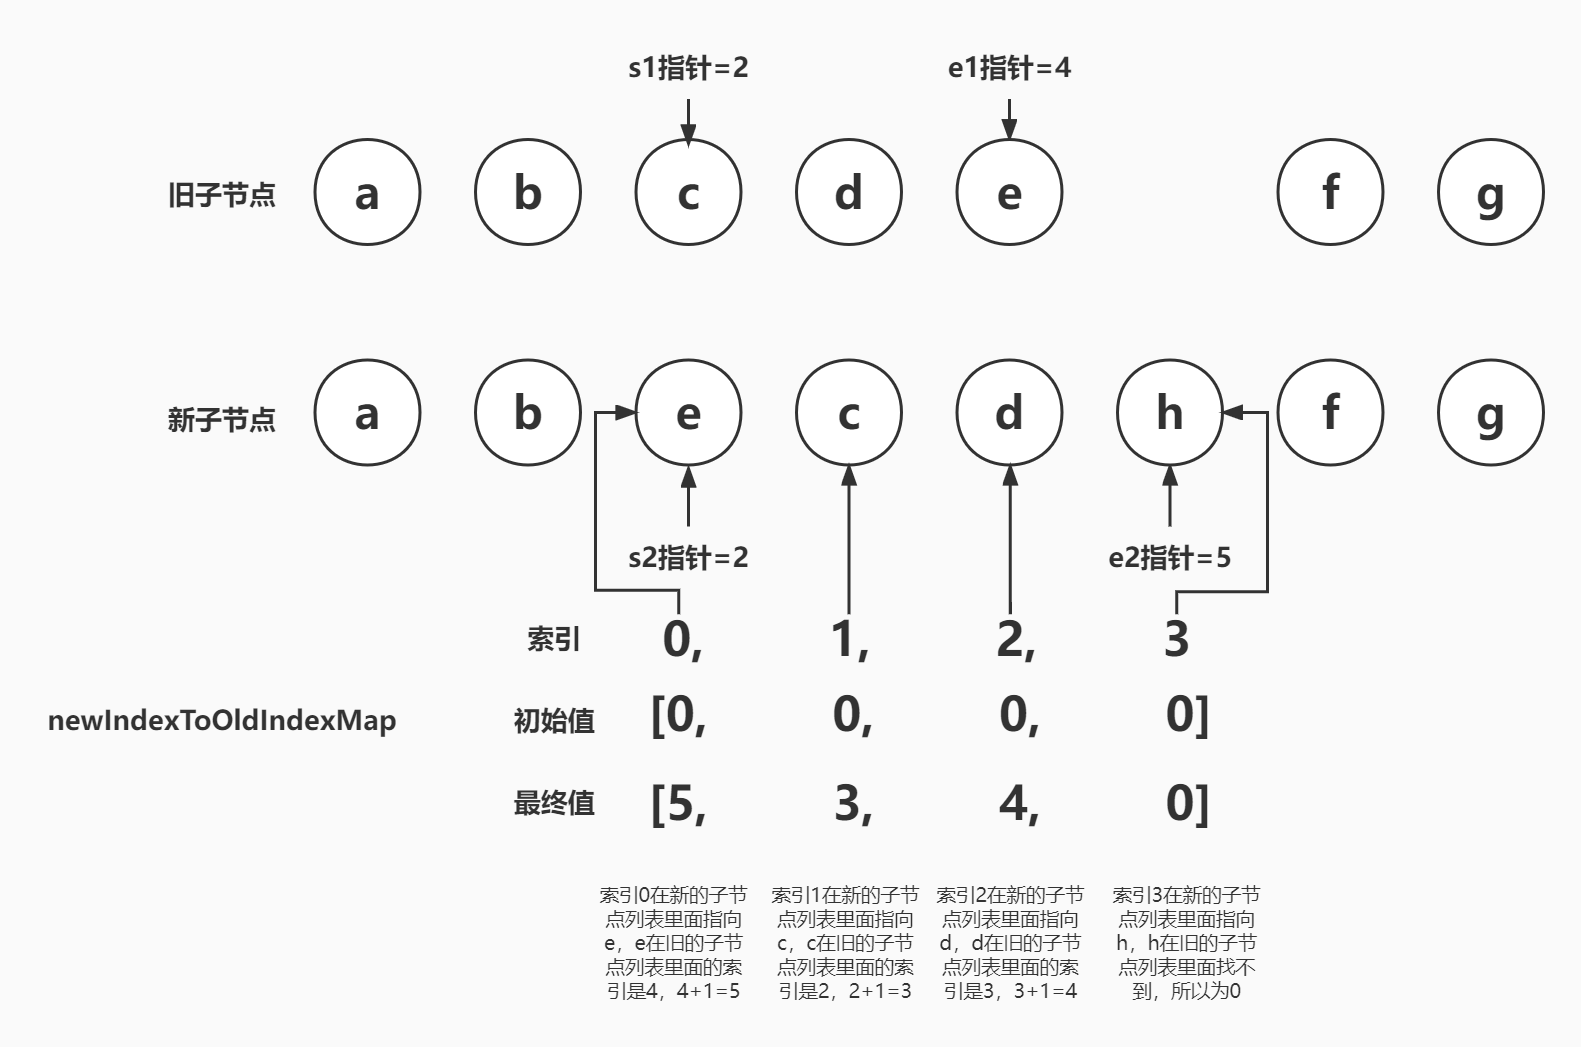 s1指针=2 e1指针=4
旧子节点 a b c d e f g
新子节点 a b e c d h f g
s2指针=2 e2指针=5
索引 0, 1, 2, 3
newIndexToOldIndexMap 初始值 [0, 0, 0, 0]
最终值 [5, 3, 4, 0]
索引0在新的子节
点列表里面指向
e，e在旧的子节
点列表里面的索
引是4，4+1=5
索引1在新的子节
点列表里面指向
c，c在旧的子节
点列表里面的索
引是2，2+1=3
索引2在新的子节
点列表里面指向
d，d在旧的子节
点列表里面的索
引是3，3+1=4
索引3在新的子节
点列表里面指向
h，h在旧的子节
点列表里面找不
到，所以为0